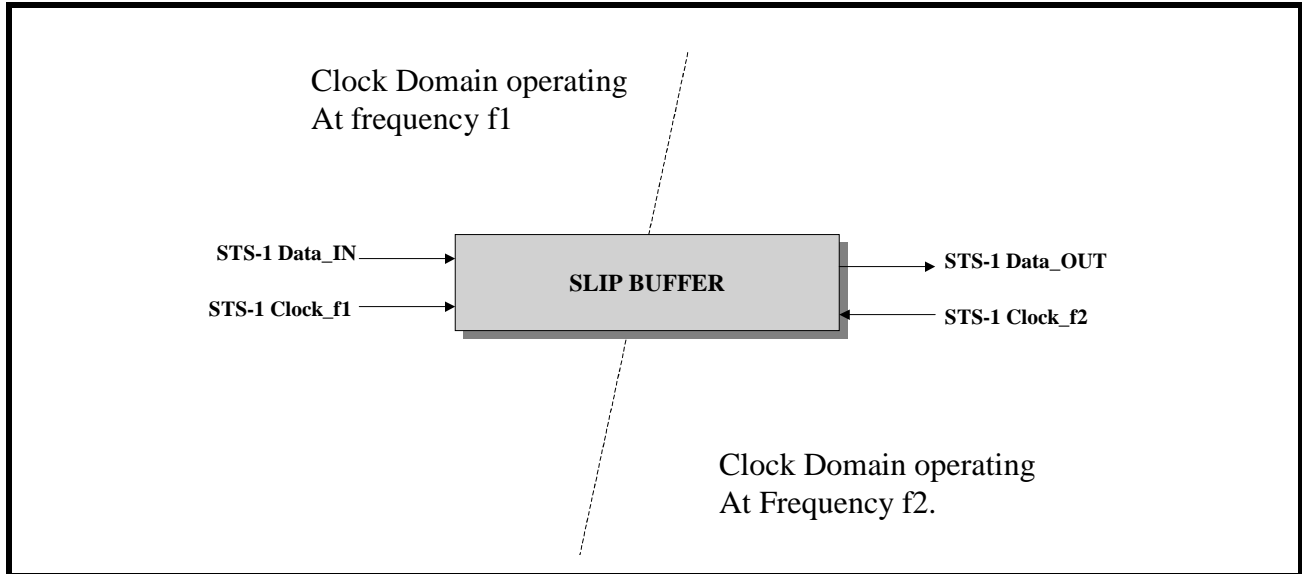 Clock Domain operating
At frequency f1
STS-1 Data_IN
STS-1 Clock_f1
SLIP BUFFER
STS-1 Data_OUT
STS-1 Clock_f2
Clock Domain operating
At Frequency f2.